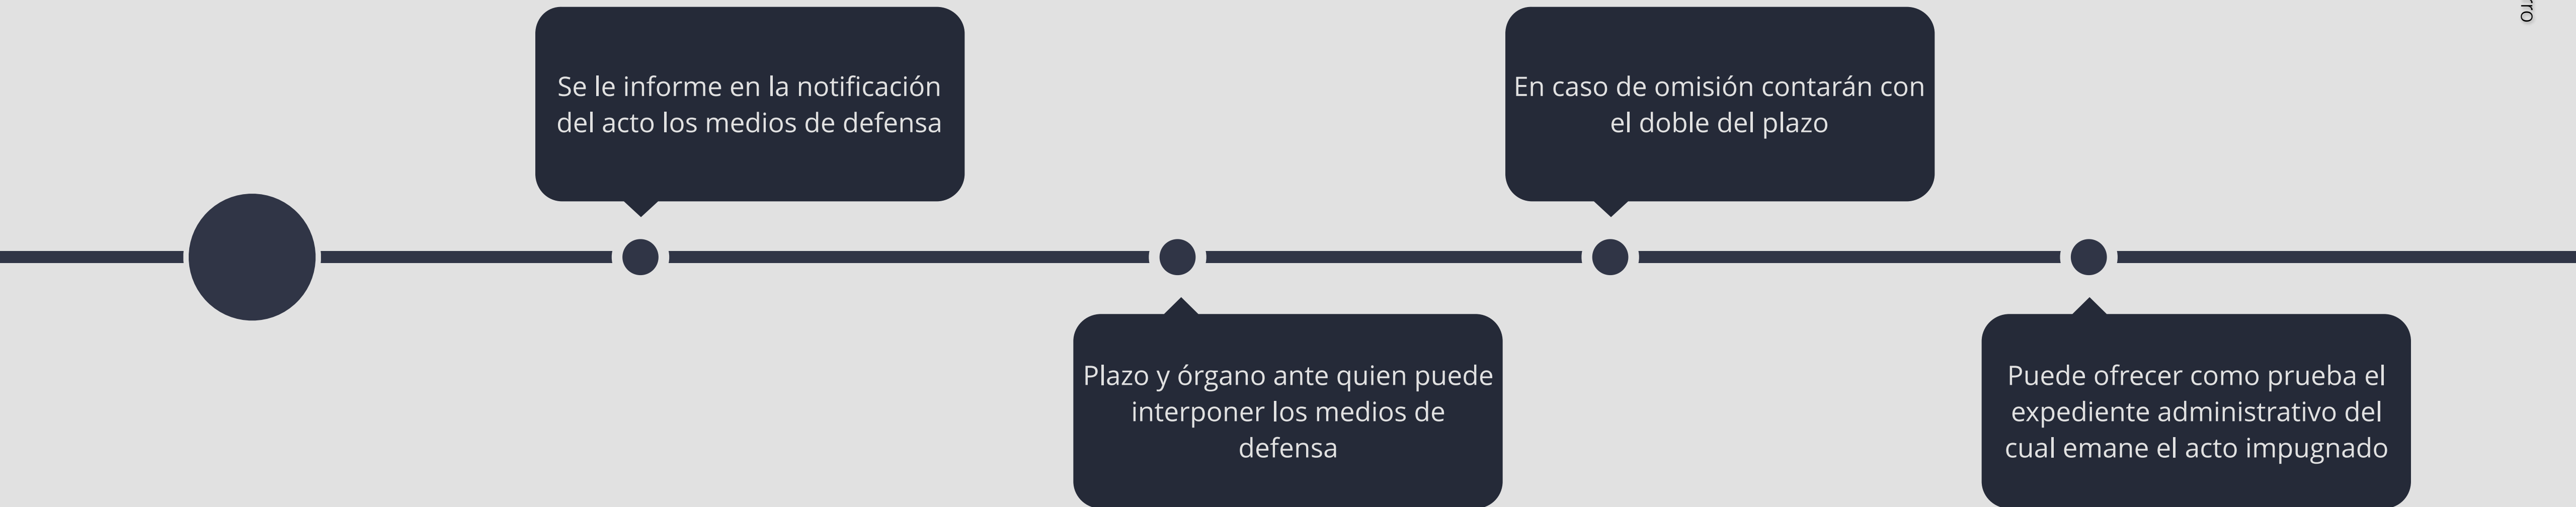 Se le informe en la notificación
del acto los medios de defensa
Plazo y órgano ante quien puede
interponer los medios de
defensa
En caso de omisión contarán con
el doble del plazo
Puede ofrecer como prueba el
expediente administrativo del
cual emane el acto impugnado